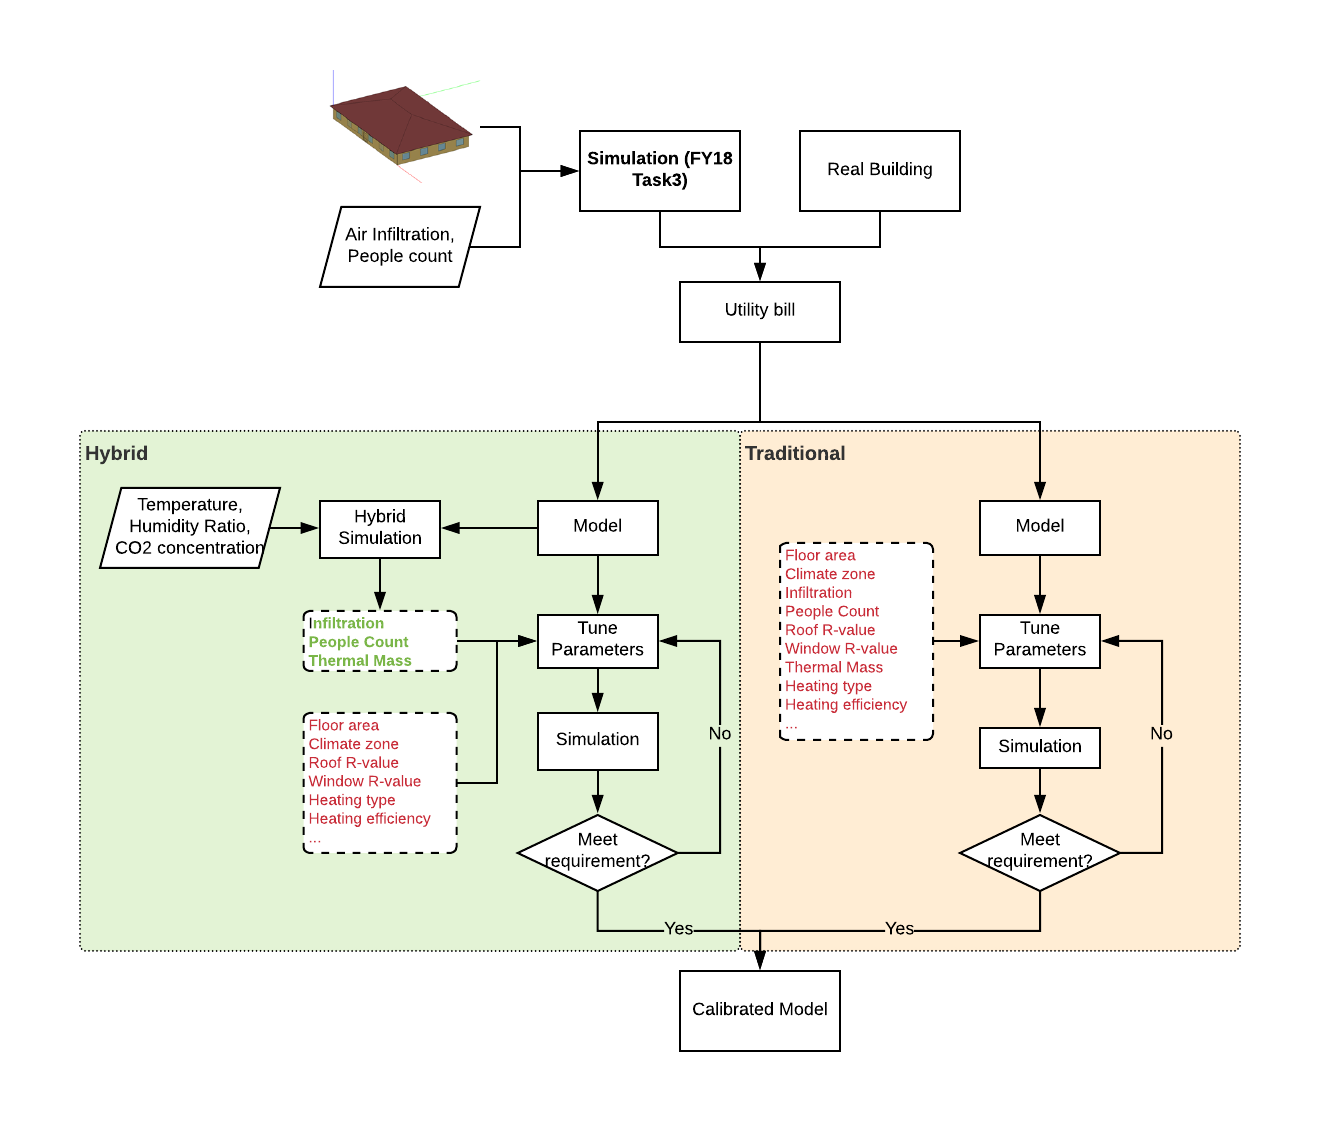 Simulation (FY18
Task3)
Real Building
Air Infiltration,
People count
Utility bill
Hybrid
Temperature,
Humidity Ratio,
CO2 concentration
Hybrid
Simulation
Model
Infiltration
People Count
Thermal Mass
Tune
Parameters
Floor area
Climate zone
Roof R-value
Window R-value
Heating type
Heating efficiency
...
Simulation
No
Meet
requirement?
Yes
Traditional
Model
Floor area
Climate zone
Infiltration
People Count
Roof R-value
Window R-value
Thermal Mass
Heating type
Heating efficiency
...
Tune
Parameters
Simulation
No
Meet
requirement?
Yes
Calibrated Model